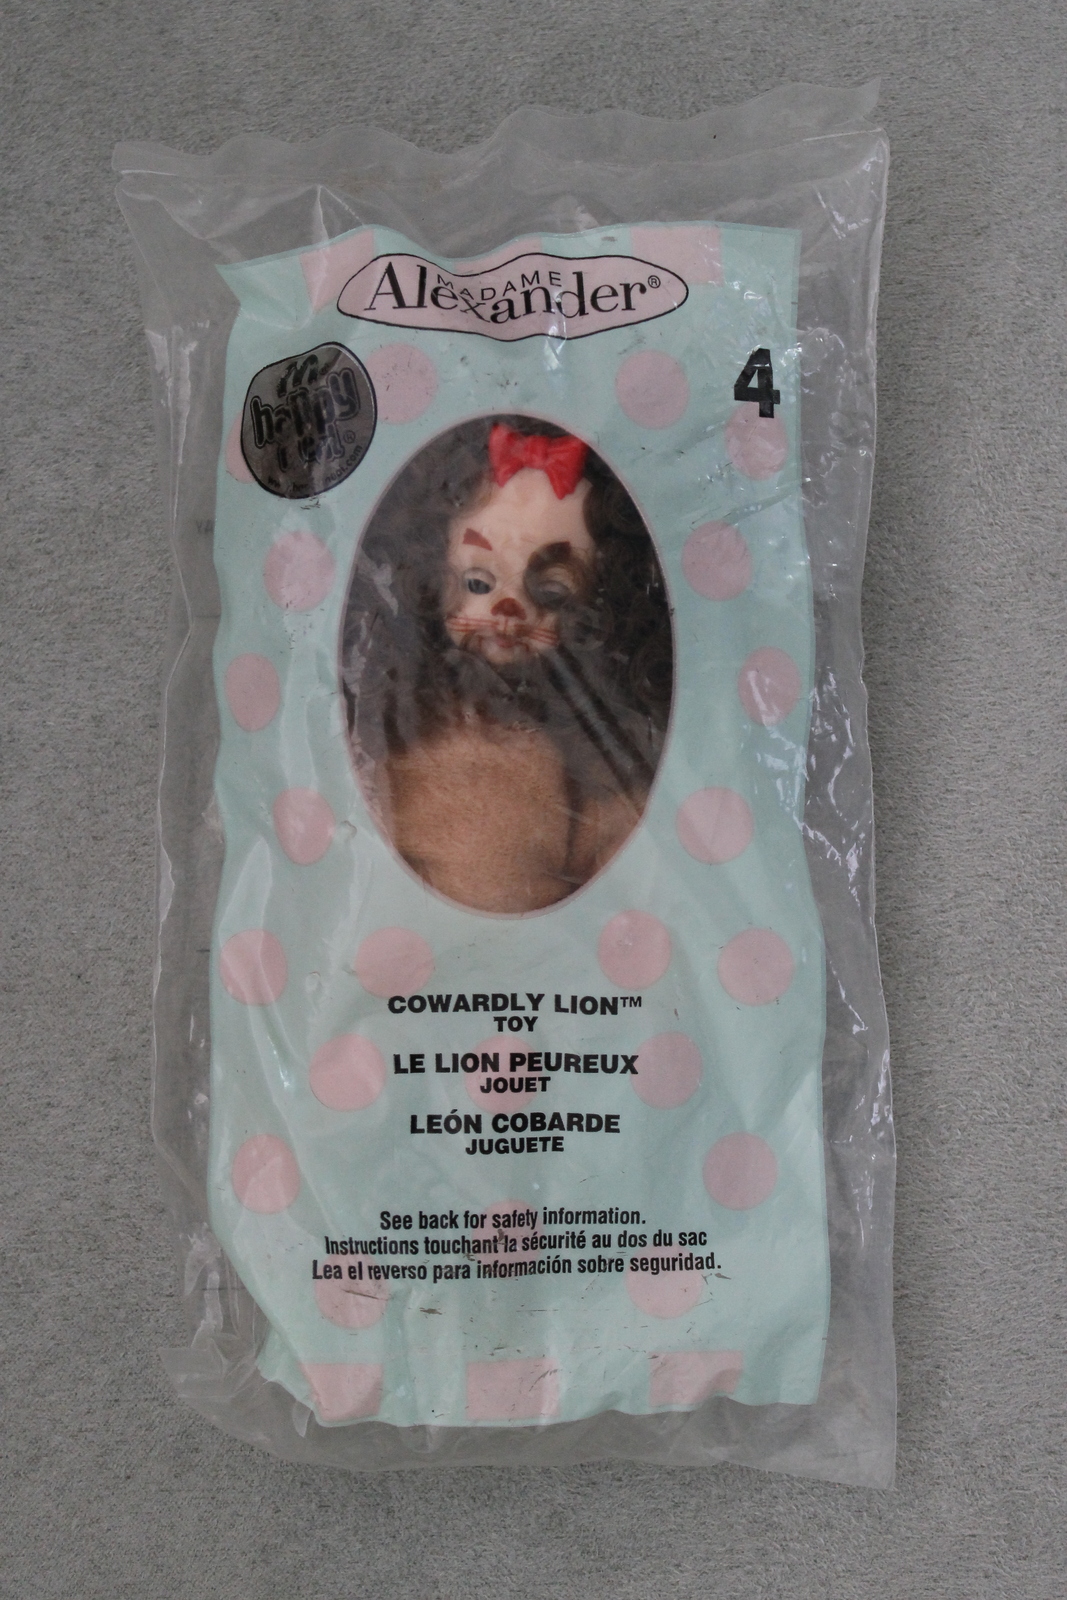 MADAME
Alexander®
4
happy
COWARDLY LION™
TOY
LE LION PEUREUX
JOUET
LEÓN COBARDE
JUGUETE
See back for safety information.
Instructions touchant la sécurité au dos du sac
Lea el reverso para información sobre seguridad.